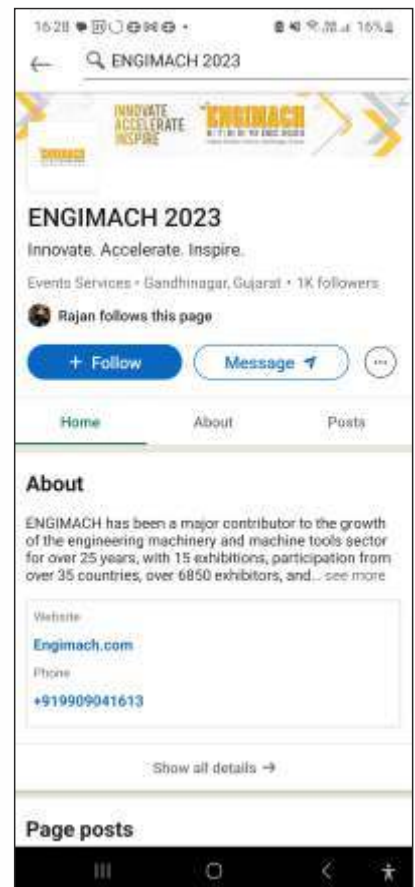 16:28
16%
ENGIMACH 2023
INNOVATE
ACCELERATE
INSPIRE
ENGIMACH
ENGIMACH
ENGIMACH 2023
Innovate. Accelerate. Inspire.
Events Services • Gandhinagar, Gujarat • 1K followers
Rajan follows this page
+ Follow
Message
Home
About
Posts
About
ENGIMACH has been a major contributor to the growth
of the engineering machinery and machine tools sector
for over 25 years, with 15 exhibitions, participation from
over 35 countries, over 6850 exhibitors, and... see more
Website
Engimach.com
Phone
+919909041613
Show all details →
Page posts